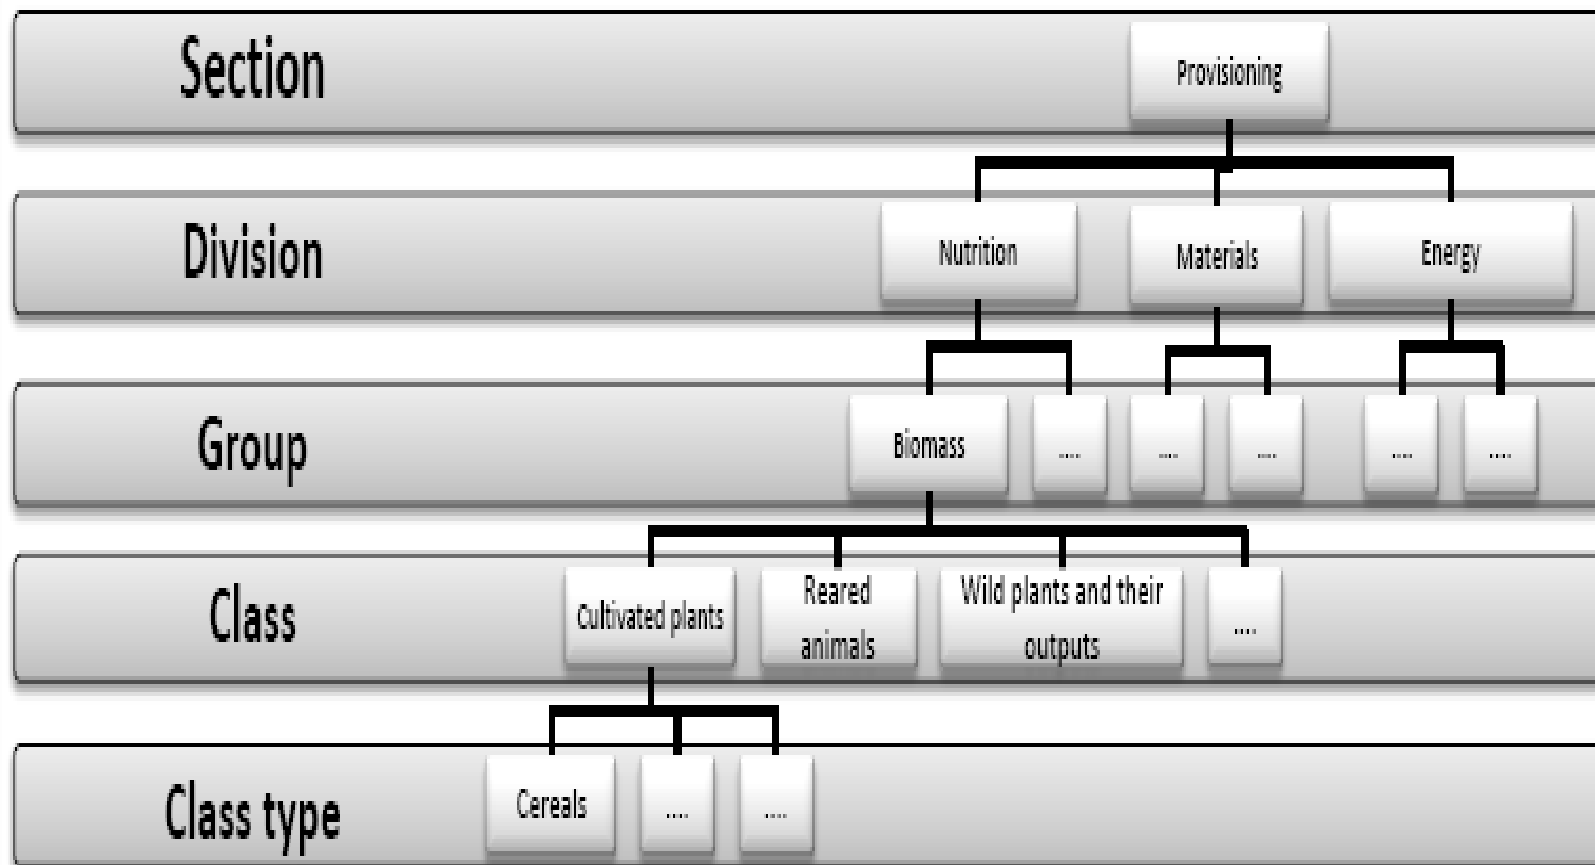 Section
Provisioning
Division
Nutrition
Materials
Energy
Group
Biomass
....
....
....
....
....
Class
Cultivated plants
Reared
animals
Wild plants and their
outputs
....
Class type
Cereals
....
....